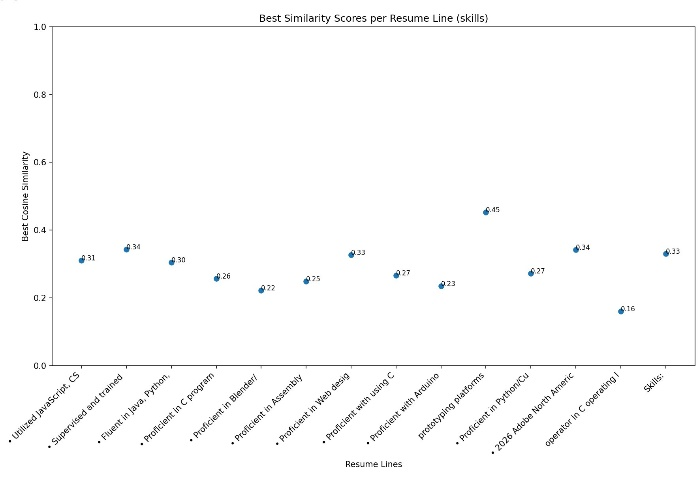 Best Similarity Scores per Resume Line (skills)
Best Cosine Similarity
1.0
0.8
0.6
0.4
0.2
0.0
0.31
0.34
0.30
0.26
0.22
0.25
0.33
0.27
0.23
0.45
0.27
0.34
0.16
0.33
• Utilized JavaScript, CS
• Supervised and trained
• Fluent in Java, Python,
• Proficient in C program
• Proficient in Blender/
• Proficient in Assembly
• Proficient in Web desig
• Proficient with using C
• Proficient with Arduino
prototyping platforms
• Proficient in Python/Cu
• 2026 Adobe North Americ
operator in C operating l
Skills:
Resume Lines